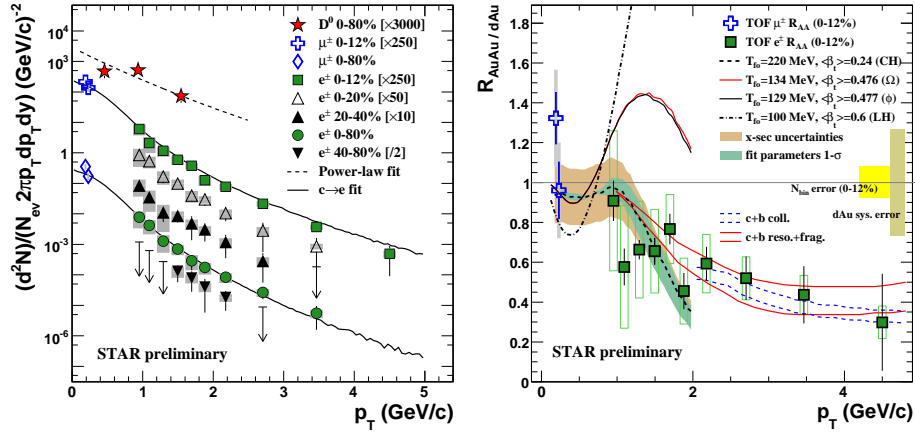 (d²N)/(N_ev 2πp_T dp_T dy) (GeV/c)⁻²
10⁴
10³
1
10⁻³
10⁻⁶
D⁰ 0-80% [×3000]
μ± 0-12% [×250]
μ± 0-80%
e± 0-12% [×250]
e± 0-20% [×50]
e± 20-40% [×10]
e± 0-80%
e± 40-80% [/2]
Power-law fit
c→e fit
STAR preliminary
0 1 2 3 4 5
p_T (GeV/c)
R_AuAu / dAu
1.8
1.6
1.4
1.2
1
0.8
0.6
0.4
0.2
0
TOF μ± R_AA (0-12%)
TOF e± R_AA (0-12%)
T_fo=220 MeV, <β_t>=0.24 (CH)
T_fo=134 MeV, <β_t>=0.476 (Ω)
T_fo=129 MeV, <β_t>=0.477 (ϕ)
T_fo=100 MeV, <β_t>=0.6 (LH)
x-sec uncertainties
fit parameters 1-σ
N_bin error (0-12%)
dAu sys. error
c+b coll.
c+b reso.+frag.
STAR preliminary
0 2 4
p_T (GeV/c)